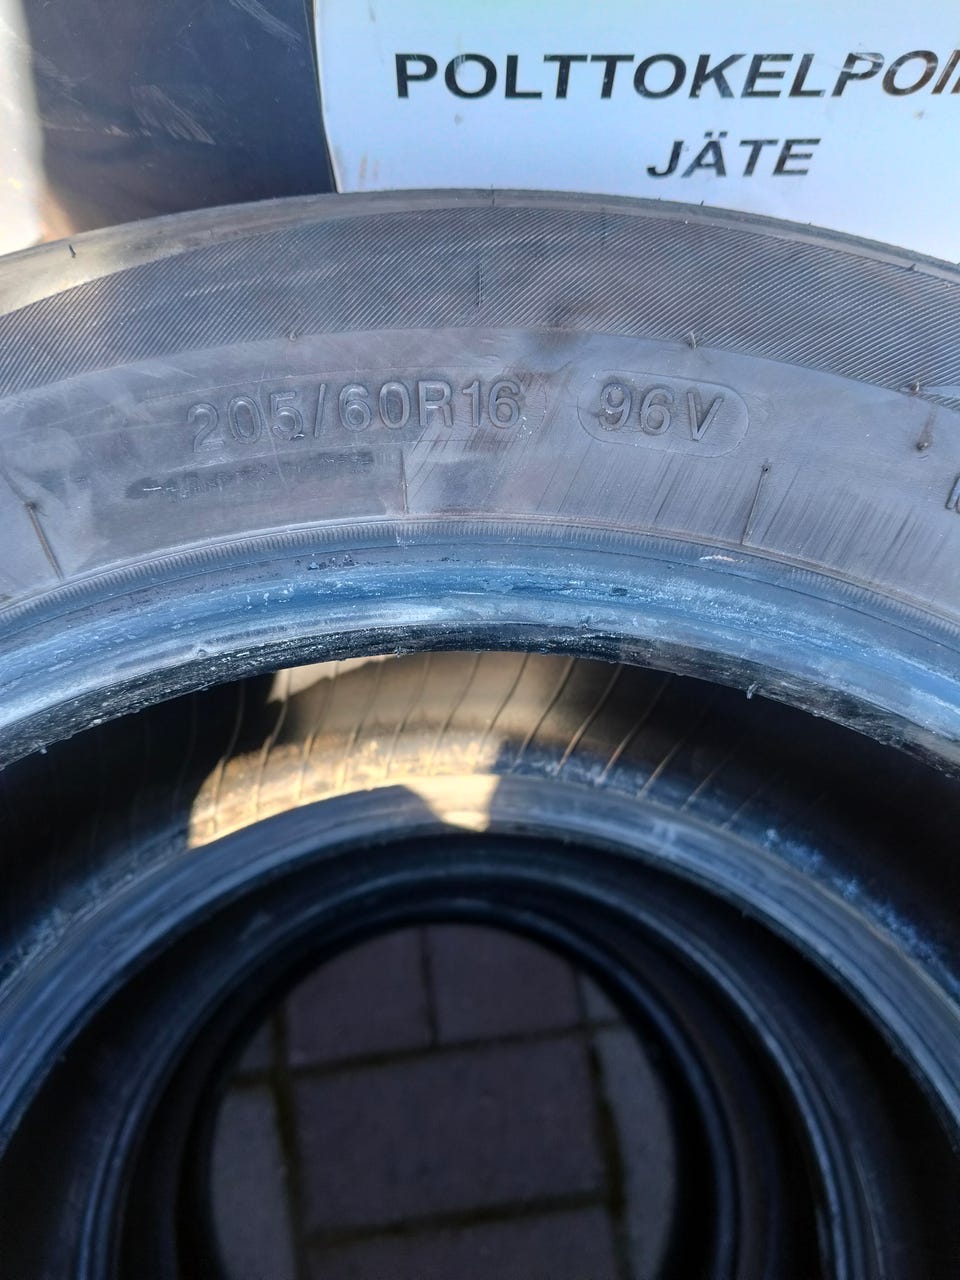 POLTTOKELPOI
JÄTE
205/60R16 96V